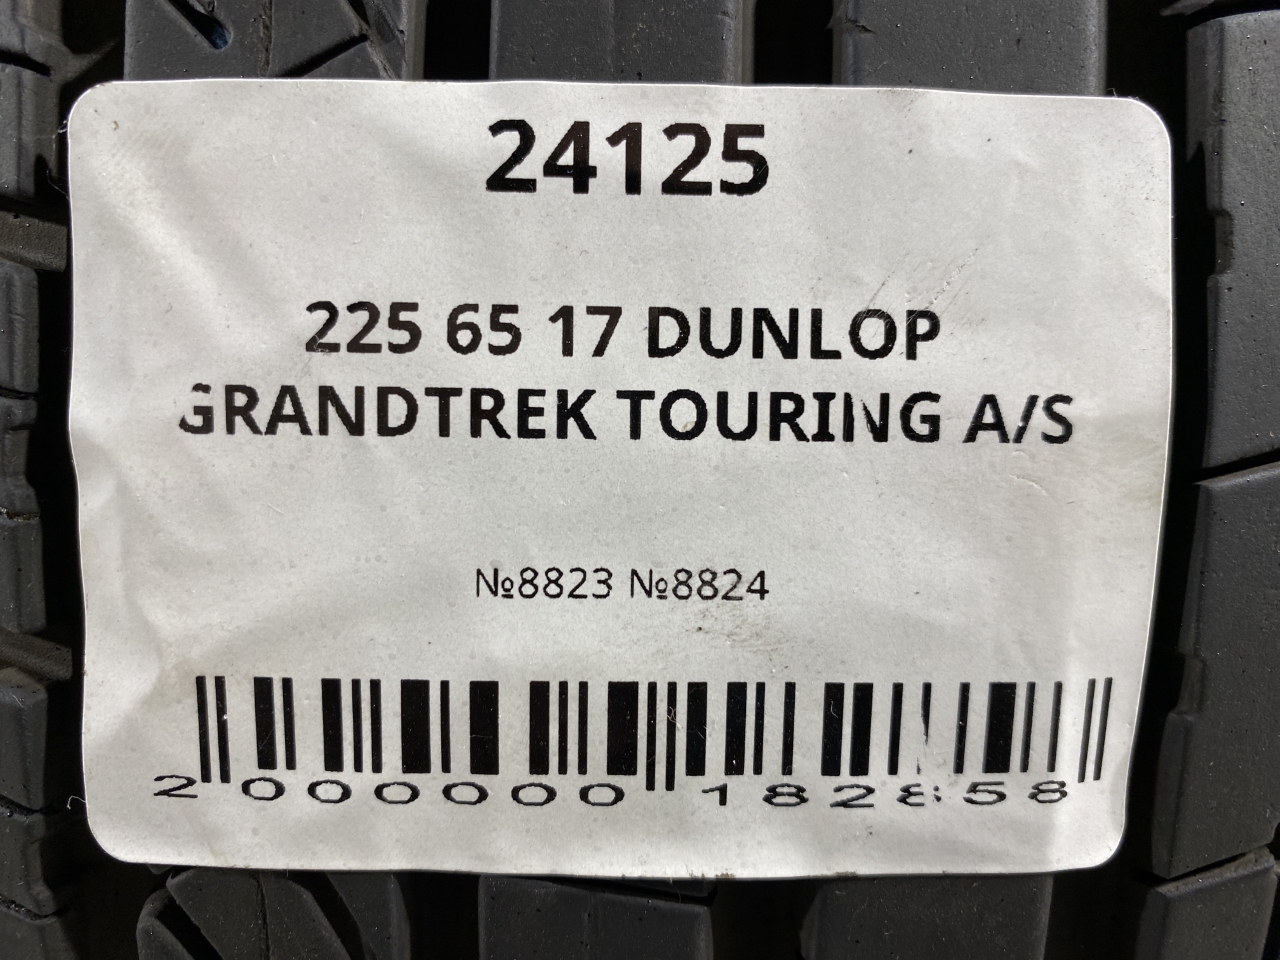 24125
225 65 17 DUNLOP
GRANDTREK TOURING A/S
№8823 №8824
2 000000 182858